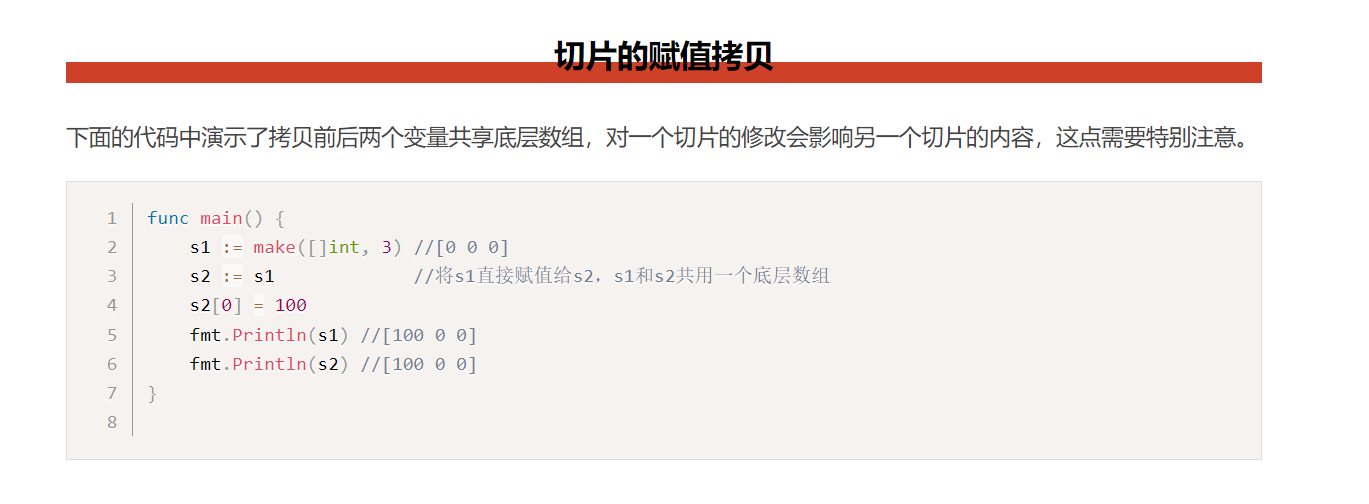 切片的赋值拷贝
下面的代码中演示了拷贝前后两个变量共享底层数组，对一个切片的修改会影响另一个切片的内容，这点需要特别注意。
1 func main() {
2     s1 := make([]int, 3) //[0 0 0]
3     s2 := s1             //将s1直接赋值给s2，s1和s2共用一个底层数组
4     s2[0] = 100
5     fmt.Println(s1) //[100 0 0]
6     fmt.Println(s2) //[100 0 0]
7 }
8